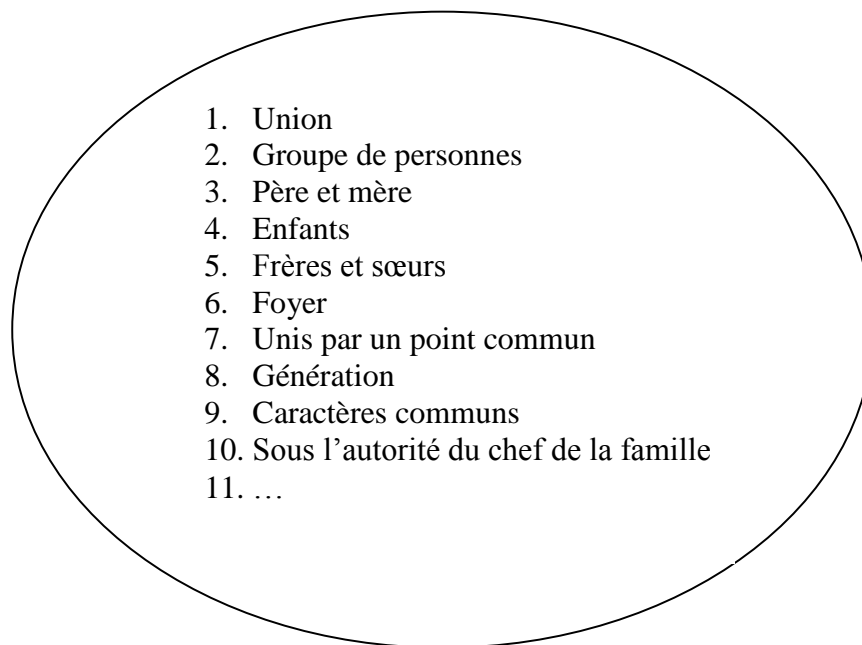 1. Union
2. Groupe de personnes
3. Père et mère
4. Enfants
5. Frères et sœurs
6. Foyer
7. Unis par un point commun
8. Génération
9. Caractères communs
10. Sous l’autorité du chef de la famille
11. …